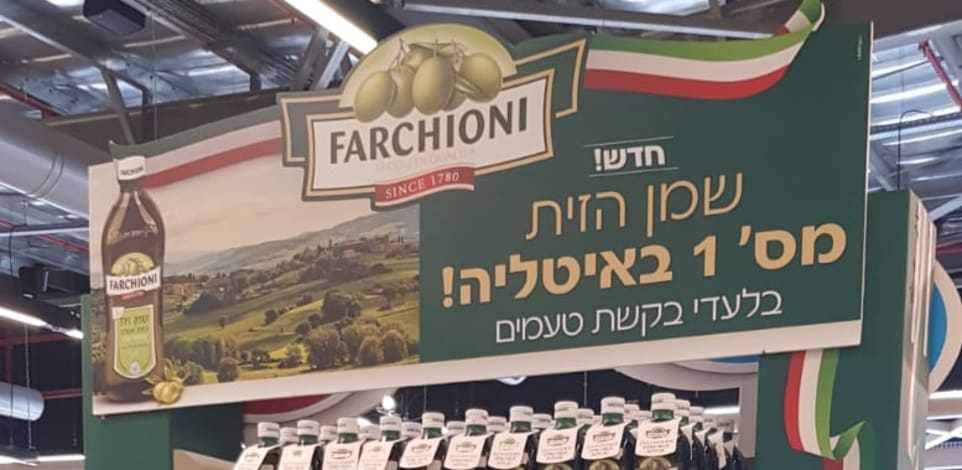 FARCHIONI
SINCE 1780
חדש!
שמן הזית
מס' 1 באיטליה!
בלעדי בקשת טעמים
FARCHIONI